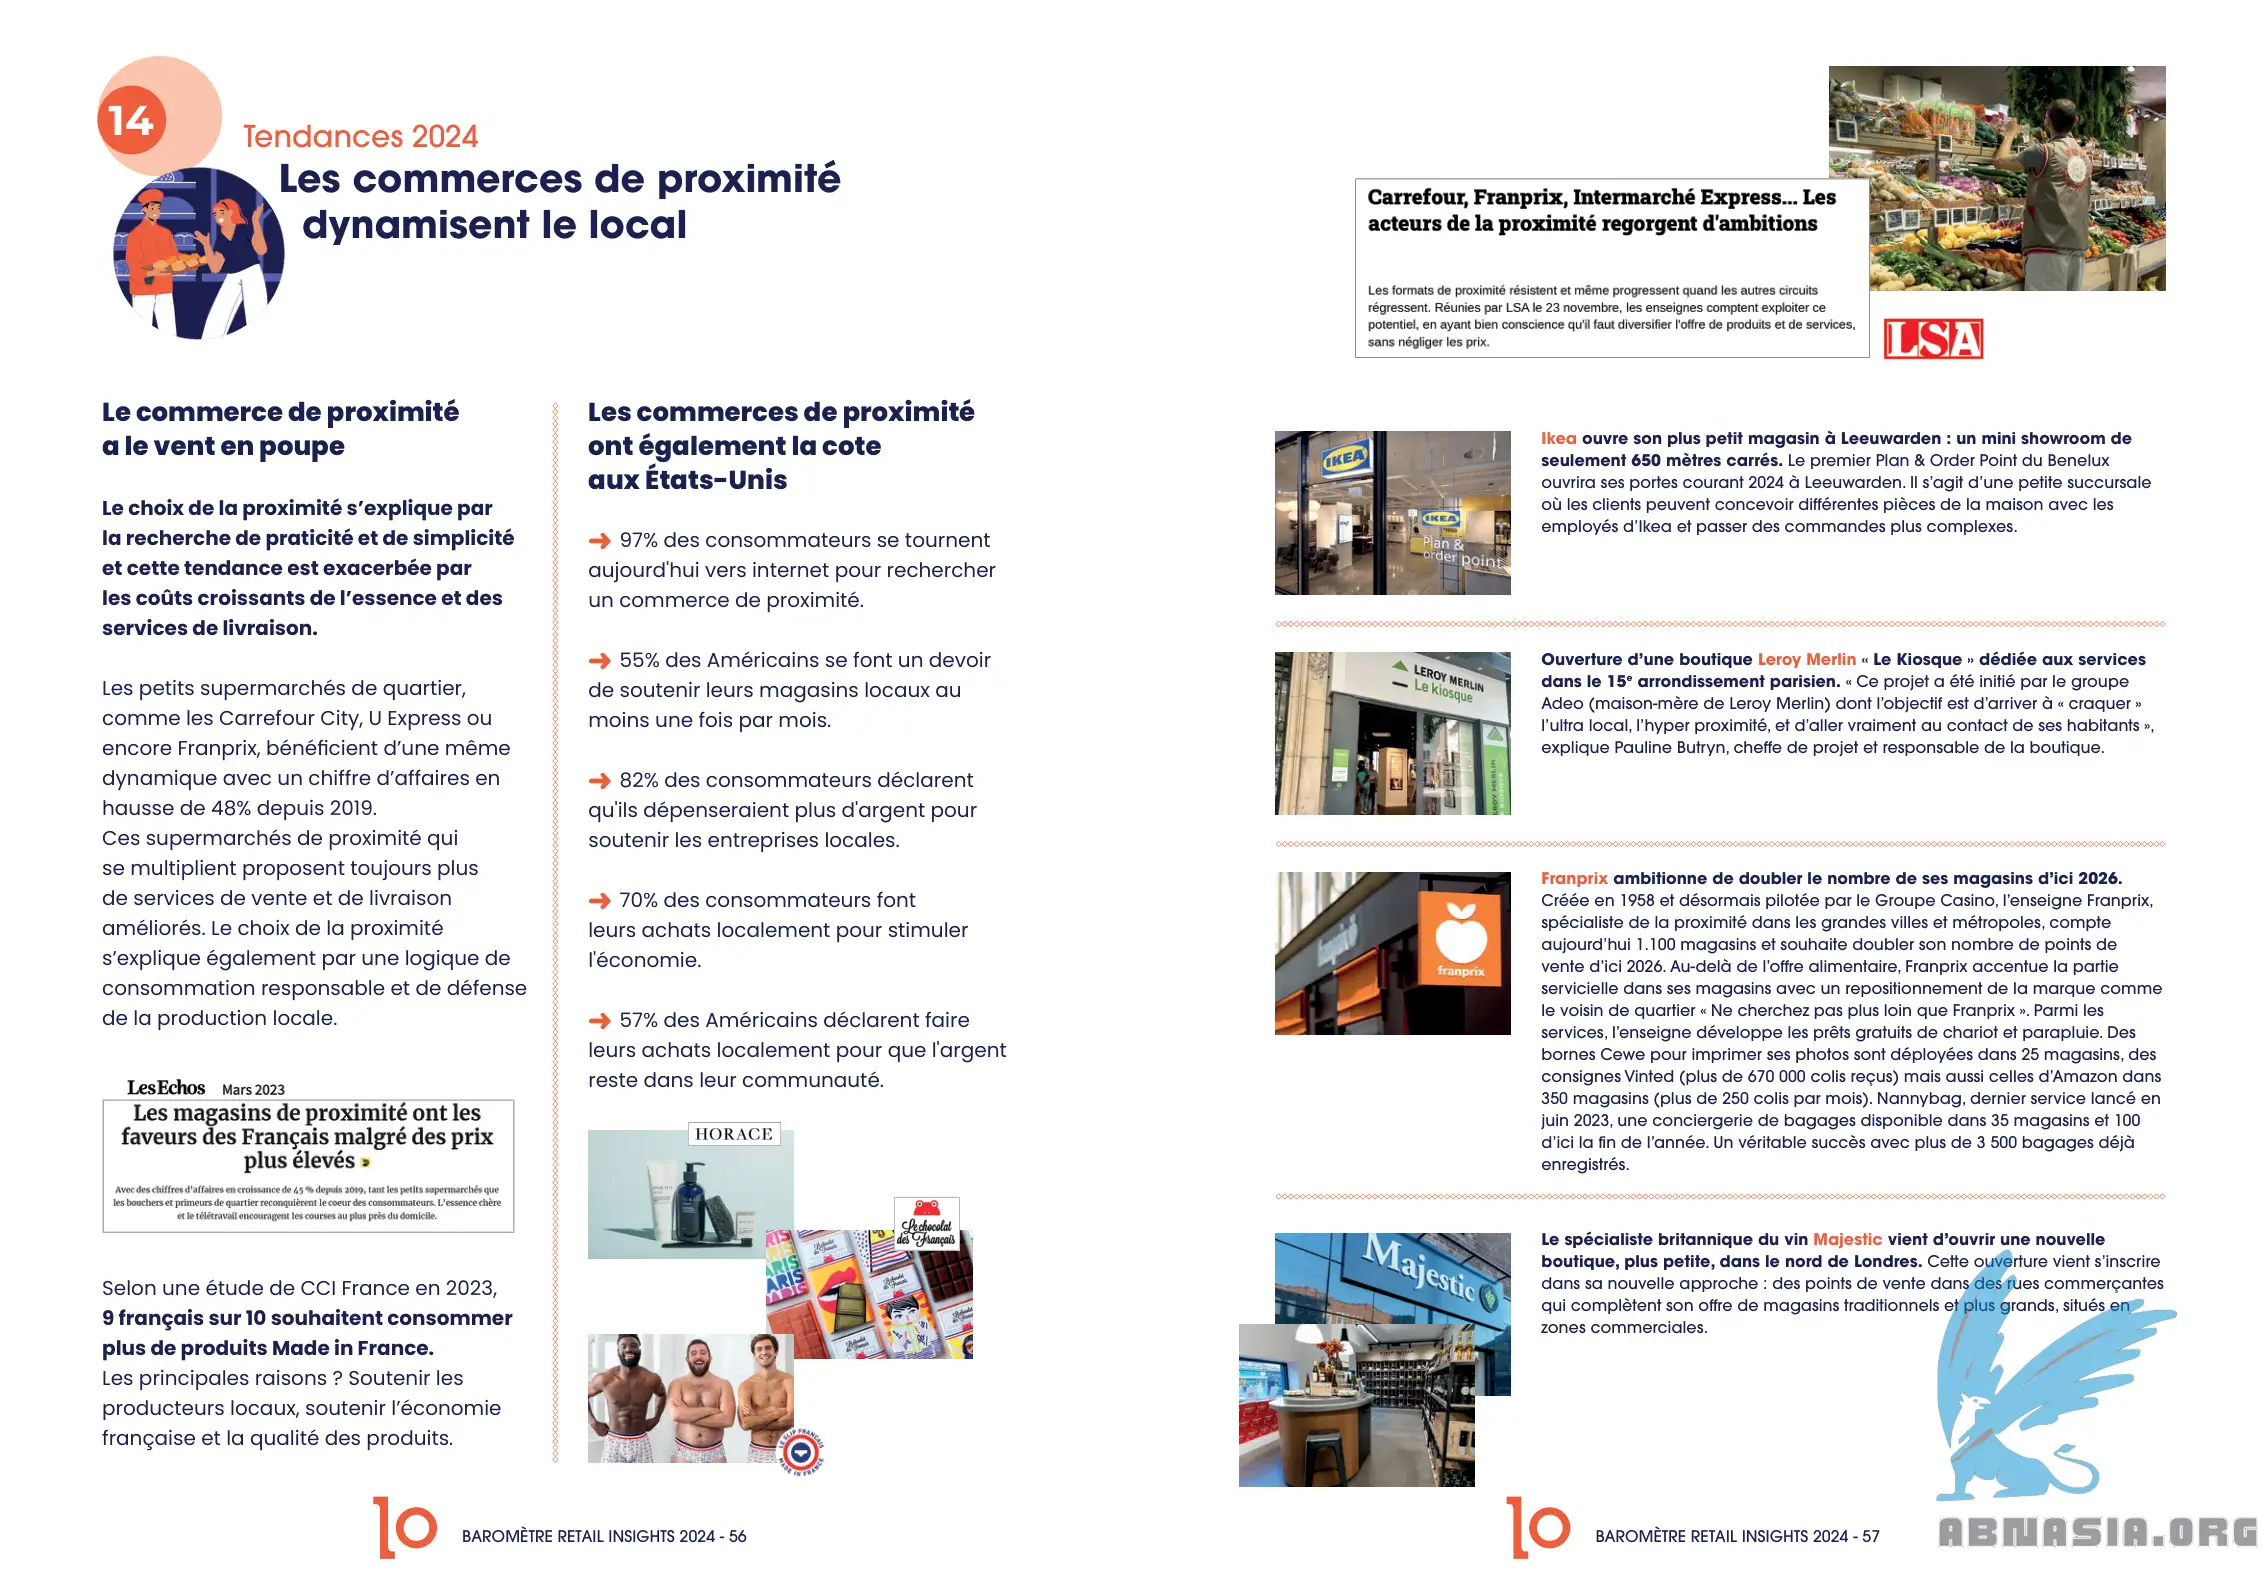 14
Tendances 2024
Les commerces de proximité
dynamisent le local
Le commerce de proximité
a le vent en poupe
Le choix de la proximité s’explique par
la recherche de praticité et de simplicité
et cette tendance est exacerbée par
les coûts croissants de l’essence et des
services de livraison.
Les petits supermarchés de quartier,
comme les Carrefour City, U Express ou
encore Franprix, bénéficient d’une même
dynamique avec un chiffre d’affaires en
hausse de 48% depuis 2019.
Ces supermarchés de proximité qui
se multiplient proposent toujours plus
de services de vente et de livraison
améliorés. Le choix de la proximité
s’explique également par une logique de
consommation responsable et de défense
de la production locale.
LesEchos Mars 2023
Les magasins de proximité ont les
faveurs des Français malgré des prix
plus élevés
Avec des chiffres d'affaires en croissance de 45 % depuis 2019, tant les petits supermarchés que
les bouchers et primeurs de quartier reconquièrent le coeur des consommateurs. L'essence chère
et le télétravail encouragent les courses au plus près du domicile.
Selon une étude de CCI France en 2023,
9 français sur 10 souhaitent consommer
plus de produits Made in France.
Les principales raisons ? Soutenir les
producteurs locaux, soutenir l’économie
française et la qualité des produits.
Les commerces de proximité
ont également la cote
aux États-Unis
➜ 97% des consommateurs se tournent
aujourd'hui vers internet pour rechercher
un commerce de proximité.
➜ 55% des Américains se font un devoir
de soutenir leurs magasins locaux au
moins une fois par mois.
➜ 82% des consommateurs déclarent
qu'ils dépenseraient plus d'argent pour
soutenir les entreprises locales.
➜ 70% des consommateurs font
leurs achats localement pour stimuler
l'économie.
➜ 57% des Américains déclarent faire
leurs achats localement pour que l'argent
reste dans leur communauté.
HORACE
Le chocolat
des Français
LE SLIP FRANÇAIS
MADE IN FRANCE
10
BAROMÈTRE RETAIL INSIGHTS 2024 - 56
Carrefour, Franprix, Intermarché Express... Les
acteurs de la proximité regorgent d'ambitions
Les formats de proximité résistent et même progressent quand les autres circuits
régressent. Réunies par LSA le 23 novembre, les enseignes comptent exploiter ce
potentiel, en ayant bien conscience qu'il faut diversifier l'offre de produits et de services,
sans négliger les prix.
LSA
IKEA
IKEA
Plan &
order point
Ikea ouvre son plus petit magasin à Leeuwarden : un mini showroom de
seulement 650 mètres carrés. Le premier Plan & Order Point du Benelux
ouvrira ses portes courant 2024 à Leeuwarden. Il s’agit d’une petite succursale
où les clients peuvent concevoir différentes pièces de la maison avec les
employés d’Ikea et passer des commandes plus complexes.
LEROY MERLIN
Le kiosque
LEROY MERLIN
Ouverture d’une boutique Leroy Merlin « Le Kiosque » dédiée aux services
dans le 15e arrondissement parisien. « Ce projet a été initié par le groupe
Adeo (maison-mère de Leroy Merlin) dont l’objectif est d’arriver à « craquer »
l’ultra local, l’hyper proximité, et d’aller vraiment au contact de ses habitants »,
explique Pauline Butryn, cheffe de projet et responsable de la boutique.
franprix
Franprix ambitionne de doubler le nombre de ses magasins d’ici 2026.
Créée en 1958 et désormais pilotée par le Groupe Casino, l’enseigne Franprix,
spécialiste de la proximité dans les grandes villes et métropoles, compte
aujourd’hui 1.100 magasins et souhaite doubler son nombre de points de
vente d’ici 2026. Au-delà de l’offre alimentaire, Franprix accentue la partie
servicielle dans ses magasins avec un repositionnement de la marque comme
le voisin de quartier « Ne cherchez pas plus loin que Franprix ». Parmi les
services, l’enseigne développe les prêts gratuits de chariot et parapluie. Des
bornes Cewe pour imprimer ses photos sont déployées dans 25 magasins, des
consignes Vinted (plus de 670 000 colis reçus) mais aussi celles d’Amazon dans
350 magasins (plus de 250 colis par mois). Nannybag, dernier service lancé en
juin 2023, une conciergerie de bagages disponible dans 35 magasins et 100
d’ici la fin de l’année. Un véritable succès avec plus de 3 500 bagages déjà
enregistrés.
Majestic
Le spécialiste britannique du vin Majestic vient d’ouvrir une nouvelle
boutique, plus petite, dans le nord de Londres. Cette ouverture vient s’inscrire
dans sa nouvelle approche : des points de vente dans des rues commerçantes
qui complètent son offre de magasins traditionnels et plus grands, situés en
zones commerciales.
10
BAROMÈTRE RETAIL INSIGHTS 2024 - 57
ABNASIA.ORG